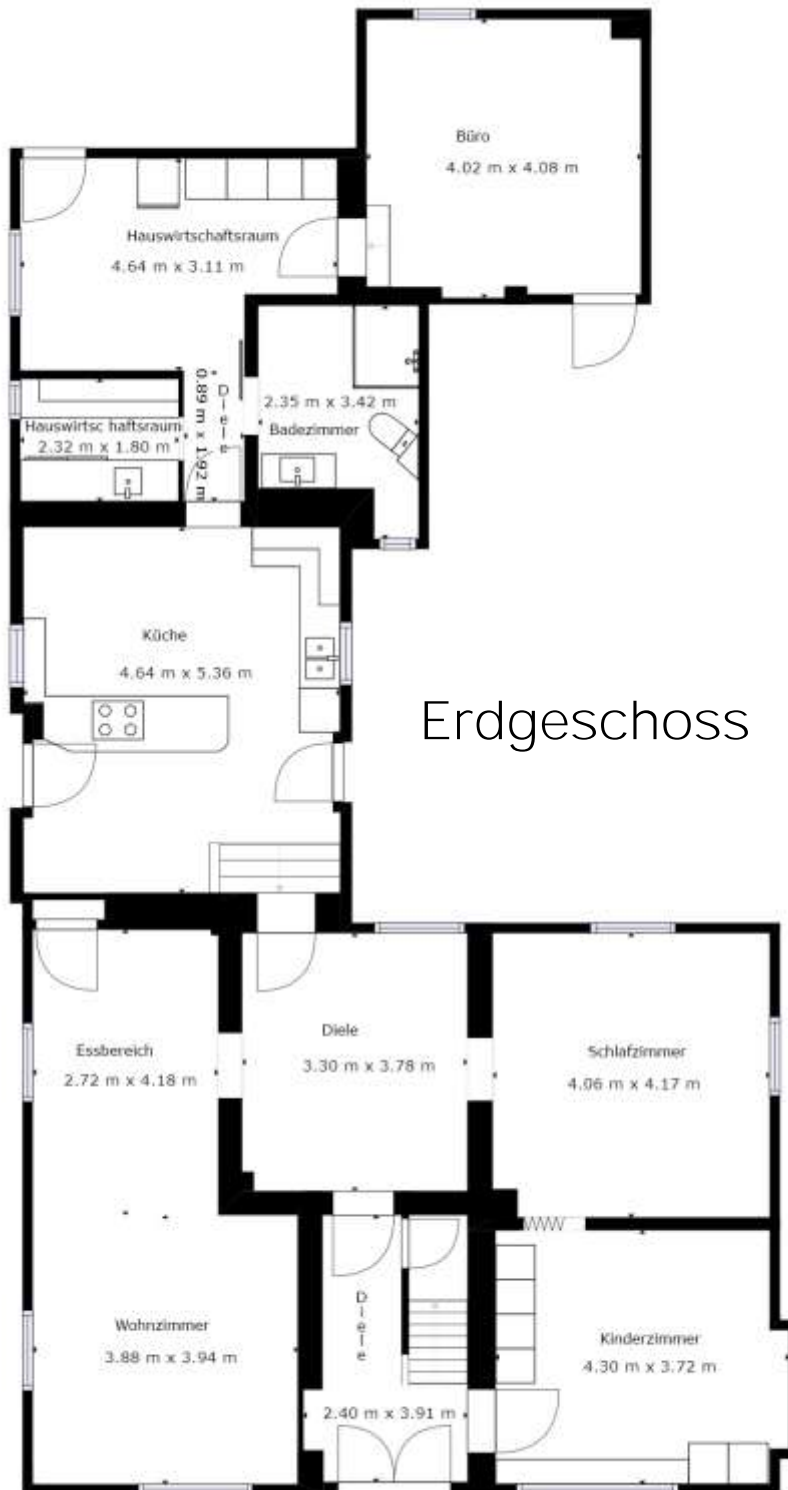 Büro
4.02 m x 4.08 m
Hauswirtschaftsraum
4.64 m x 3.11 m
Diele
0.89 m x 1.92 m
2.35 m x 3.42 m
Badezimmer
Hauswirtsc haftsraum
2.32 m x 1.80 m
Küche
4.64 m x 5.36 m
Erdgeschoss
Essbereich
2.72 m x 4.18 m
Diele
3.30 m x 3.78 m
Schlafzimmer
4.06 m x 4.17 m
Wohnzimmer
3.88 m x 3.94 m
Diele
2.40 m x 3.91 m
Kinderzimmer
4.30 m x 3.72 m